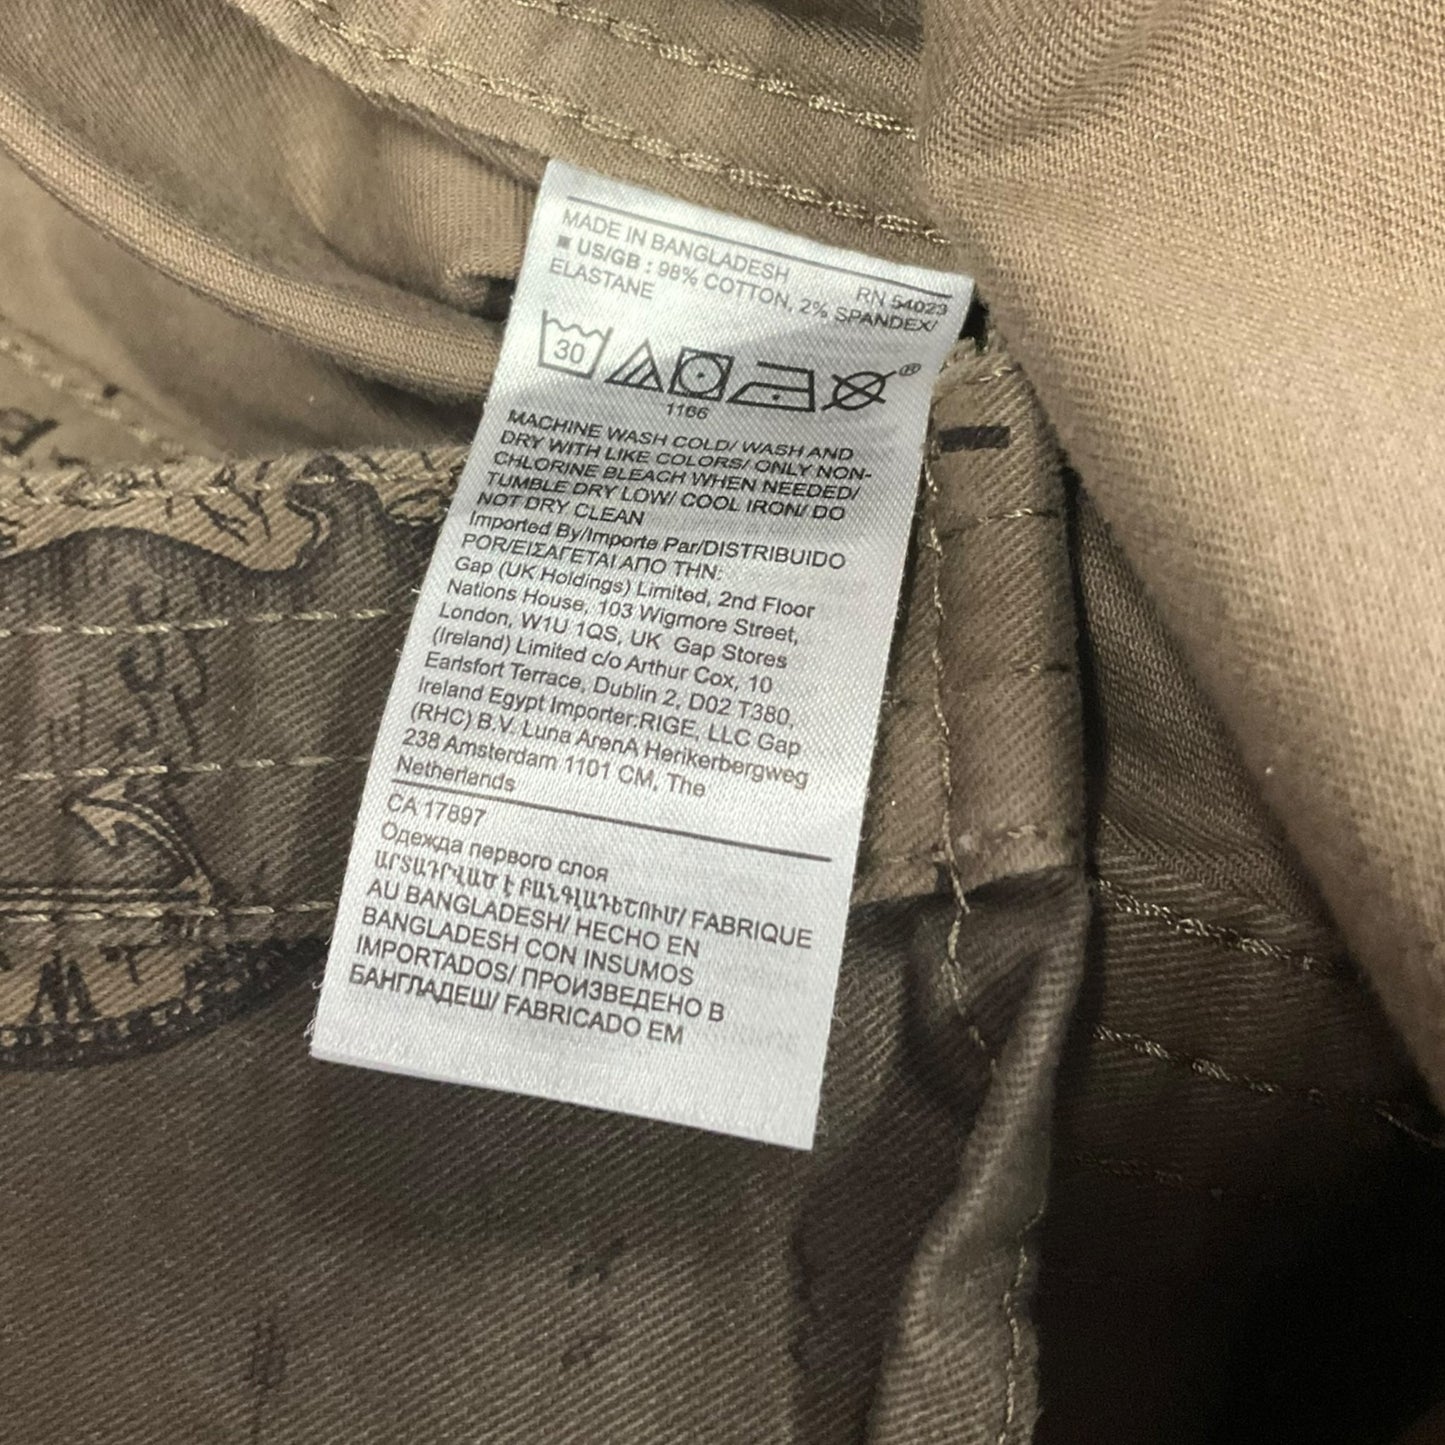 MADE IN BANGLADESH
RN 54023
■ US/GB : 98% COTTON, 2% SPANDEX/
ELASTANE
30
1166
®
MACHINE WASH COLD/ WASH AND
DRY WITH LIKE COLORS/ ONLY NON-
CHLORINE BLEACH WHEN NEEDED/
TUMBLE DRY LOW/ COOL IRON/ DO
NOT DRY CLEAN
Imported By/Importe Par/DISTRIBUIDO
POR/ΕΙΣΑΓΕΤΑΙ ΑΠΟ ΤΗΝ:
Gap (UK Holdings) Limited, 2nd Floor
Nations House, 103 Wigmore Street,
London, W1U 1QS, UK Gap Stores
(Ireland) Limited c/o Arthur Cox, 10
Earlsfort Terrace, Dublin 2, D02 T380,
Ireland Egypt Importer:RIGE, LLC Gap
(RHC) B.V. Luna ArenA Herikerbergweg
238 Amsterdam 1101 CM, The
Netherlands
CA 17897
Одежда первого слоя
ԱՐՏԱԴՐՎԱԾ Է ԲԱՆԳԼԱԴԵՇՈՒՄ/ FABRIQUE
AU BANGLADESH/ HECHO EN
BANGLADESH CON INSUMOS
IMPORTADOS/ ПРОИЗВЕДЕНО В
БАНГЛАДЕШ/ FABRICADO EM